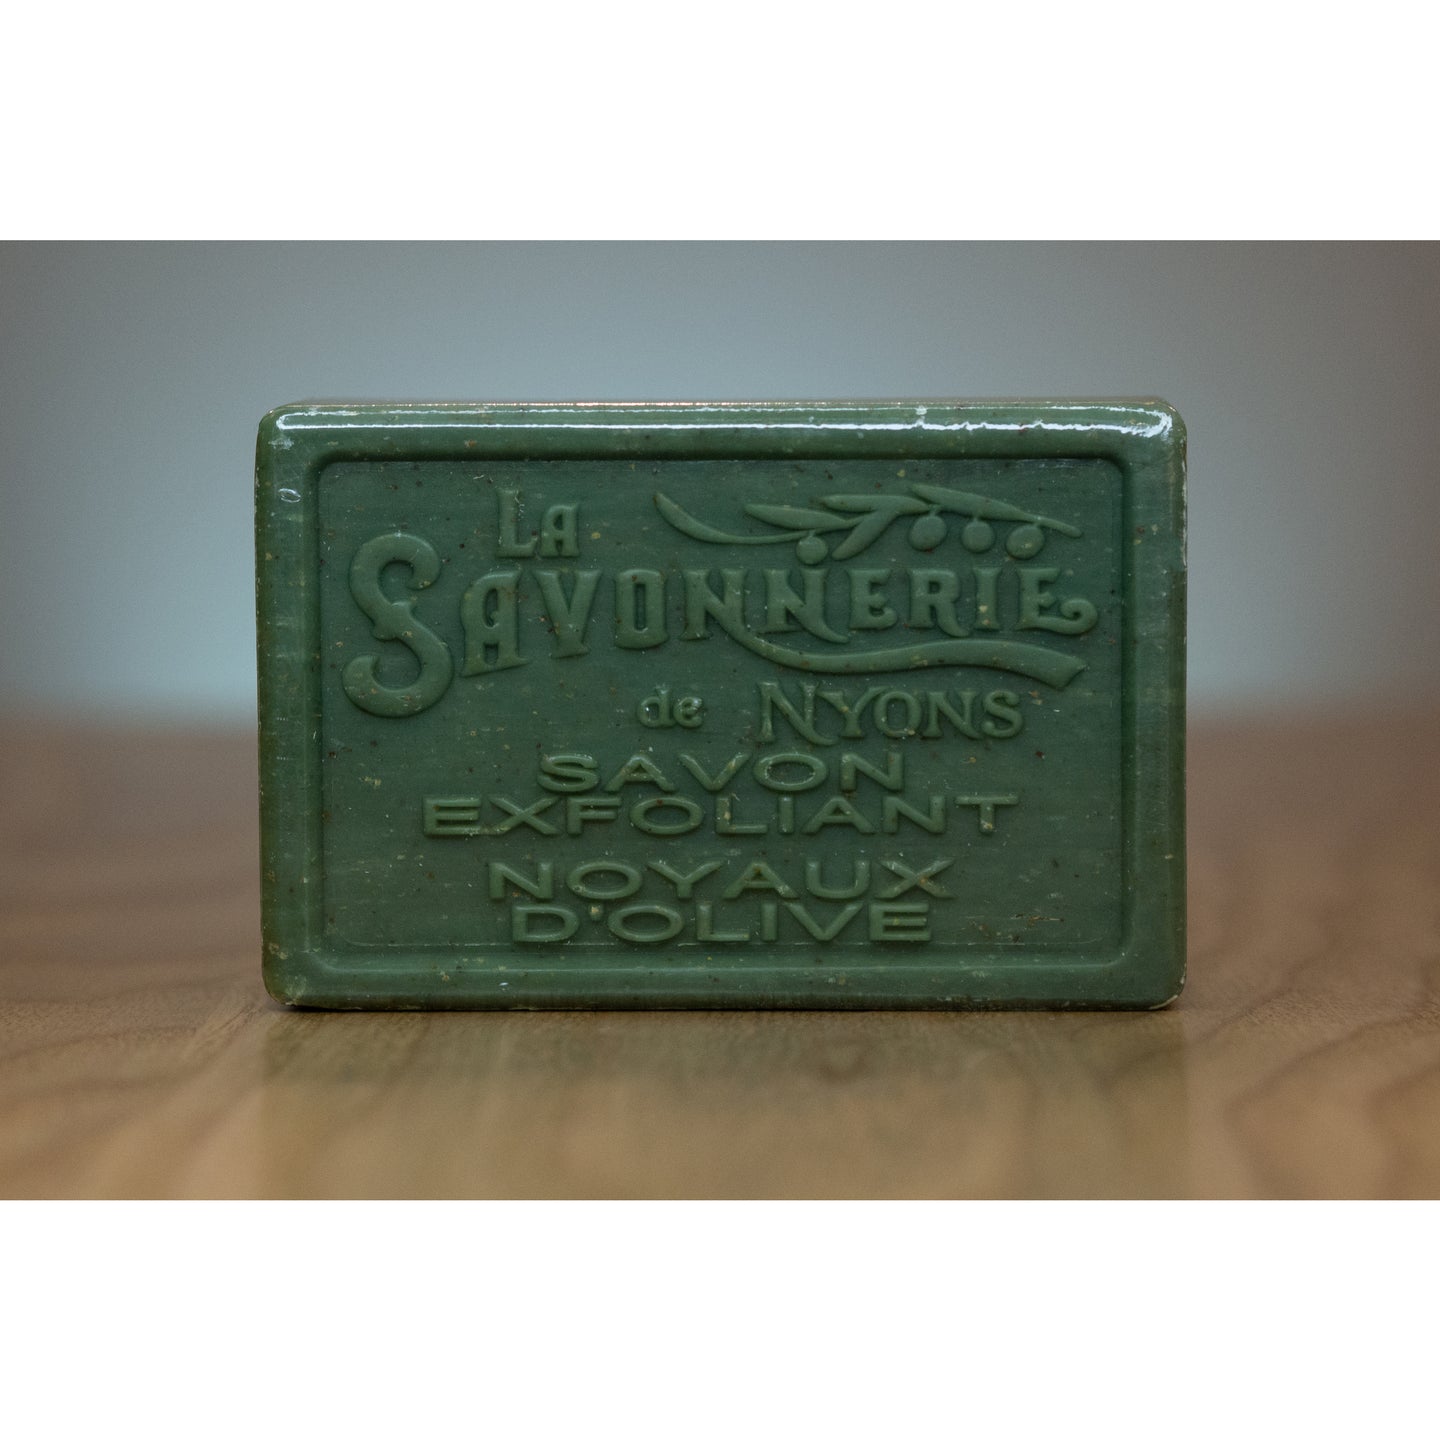 LA
SAVONNERIE
de NYONS
SAVON
EXFOLIANT
NOYAUX
D'OLIVE